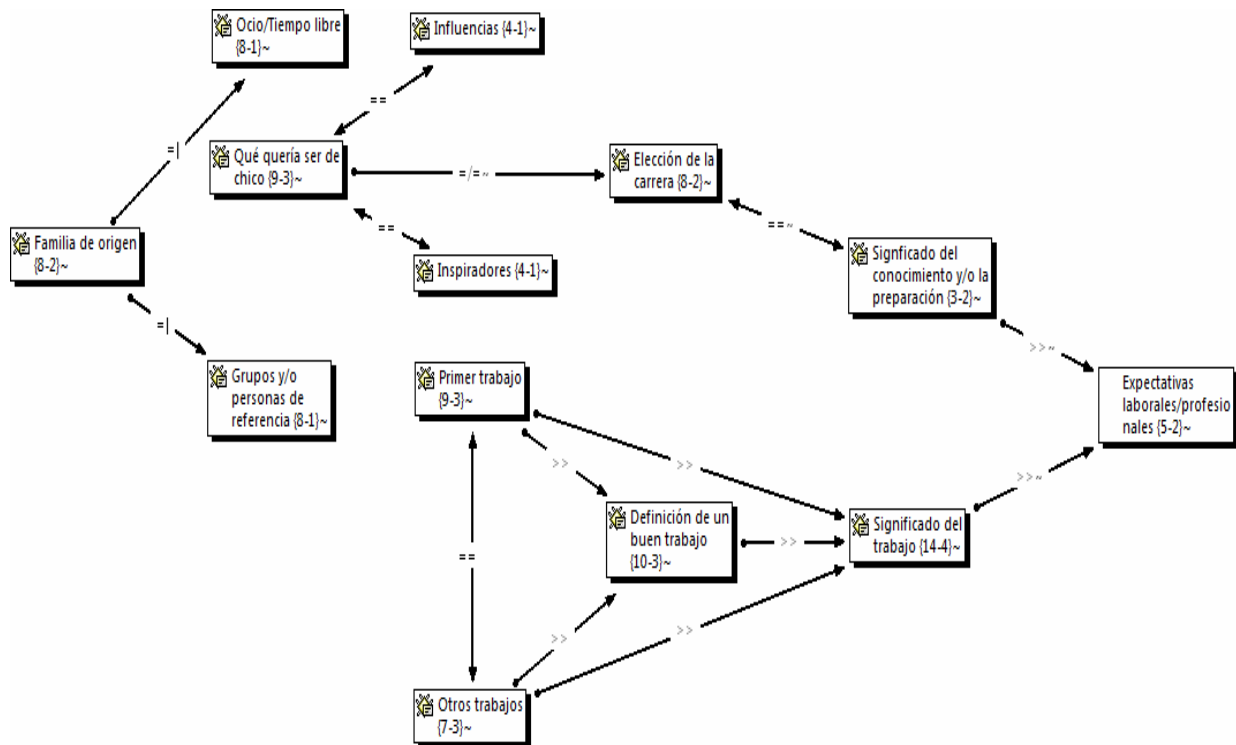 Ocio/Tiempo libre
{8-1}~
Influencias {4-1}~
==
=|
Qué quería ser de
chico {9-3}~
=/=~
Elección de la
carrera {8-2}~
==
==~
Familia de origen
{8-2}~
Inspiradores {4-1}~
Signficado del
conocimiento y/o la
preparación {3-2}~
=|
>>~
Grupos y/o
personas de
referencia {8-1}~
Primer trabajo
{9-3}~
Expectativas
laborales/profesio
nales {5-2}~
>>
>>
>>~
Definición de un
buen trabajo
{10-3}~
>>
Significado del
trabajo {14-4}~
==
>>
>>
Otros trabajos
{7-3}~